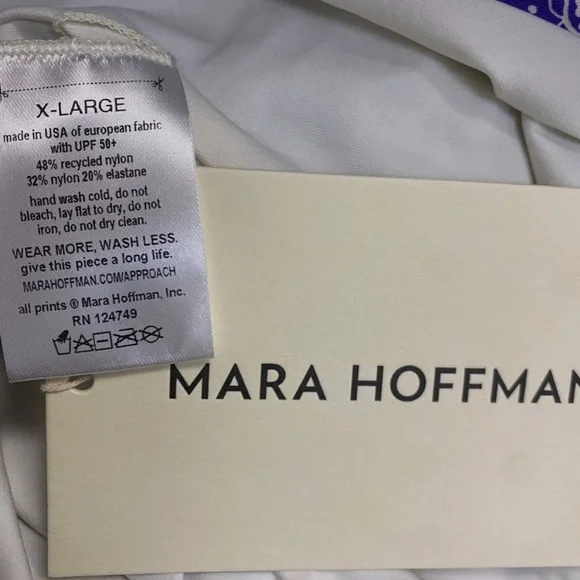 X-LARGE
made in USA of european fabric
with UPF 50+
48% recycled nylon
32% nylon 20% elastane
hand wash cold, do not
bleach, lay flat to dry, do not
iron, do not dry clean.
WEAR MORE, WASH LESS.
give this piece a long life.
MARAHOFFMAN.COM/APPROACH
all prints ® Mara Hoffman, Inc.
RN 124749
MARA HOFFMAN